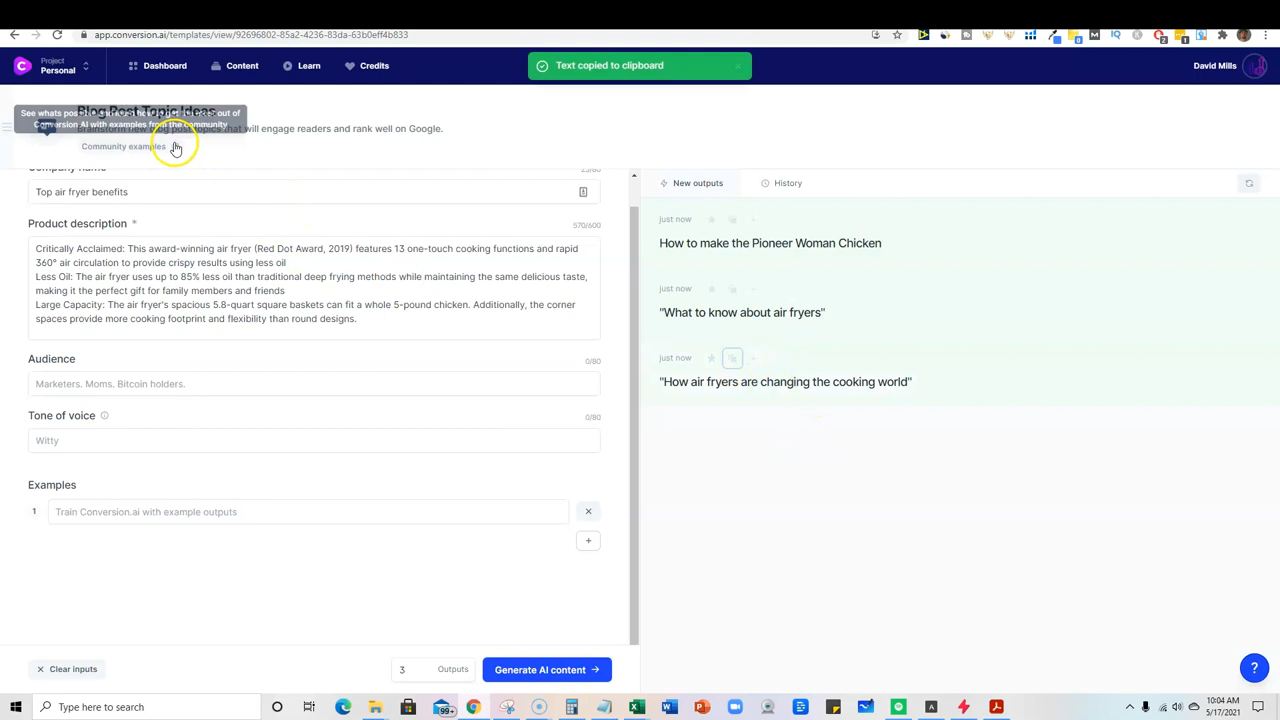 app.conversion.ai/templates/view/92696802-85a2-4236-83da-63b0eff4b833
Project
Personal
Dashboard
Content
Learn
Credits
Text copied to clipboard
David Mills
Blog Post Topic Ideas
Conversion AI with examples from the community
Brainstorm new blog post topics that will engage readers and rank well on Google.
Community examples
Company name
Top air fryer benefits
Product description *
570/600
Critically Acclaimed: This award-winning air fryer (Red Dot Award, 2019) features 13 one-touch cooking functions and rapid
360° air circulation to provide crispy results using less oil
Less Oil: The air fryer uses up to 85% less oil than traditional deep frying methods while maintaining the same delicious taste,
making it the perfect gift for family members and friends
Large Capacity: The air fryer's spacious 5.8-quart square baskets can fit a whole 5-pound chicken. Additionally, the corner
spaces provide more cooking footprint and flexibility than round designs.
Audience
0/80
Marketers. Moms. Bitcoin holders.
Tone of voice
0/80
Witty
Examples
1
Train Conversion.ai with example outputs
Clear inputs
3
Outputs
Generate AI content
New outputs
History
just now
How to make the Pioneer Woman Chicken
just now
"What to know about air fryers"
just now
"How air fryers are changing the cooking world"
?
Type here to search
99+
10:04 AM
5/17/2021